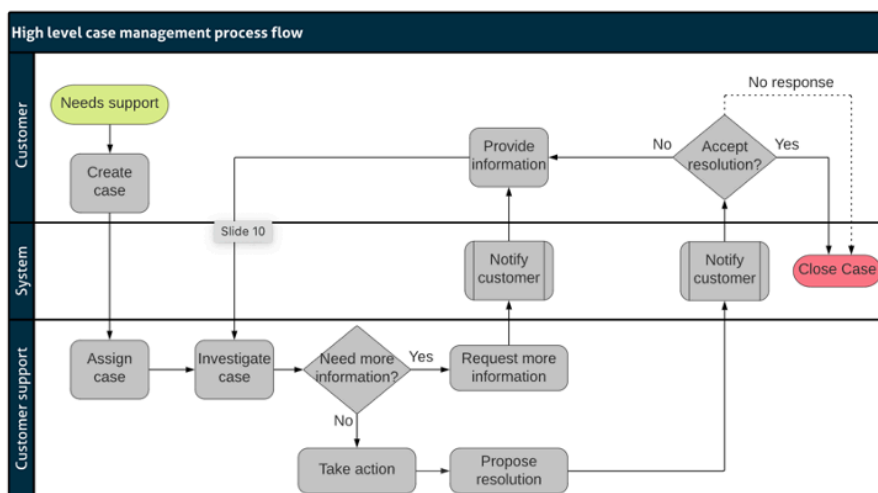 High level case management process flow
Customer
Needs support
Create
case
Provide
information
No
Accept
resolution?
Yes
No response
Slide 10
System
Notify
customer
Notify
customer
Close Case
Customer support
Assign
case
Investigate
case
Need more
information?
Yes
Request more
information
No
Take action
Propose
resolution